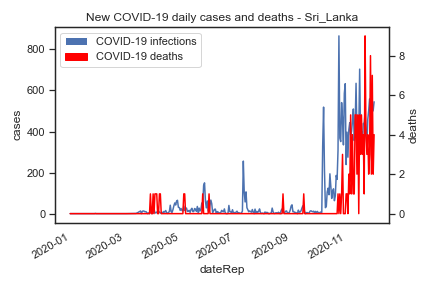 New COVID-19 daily cases and deaths - Sri_Lanka
COVID-19 infections
COVID-19 deaths
800
600
400
200
0
cases
8
6
4
2
0
deaths
2020-01
2020-03
2020-05
2020-07
2020-09
2020-11
dateRep